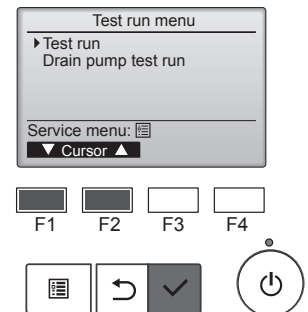 Test run menu
Test run
Drain pump test run
Service menu:
Cursor
F1 F2 F3 F4